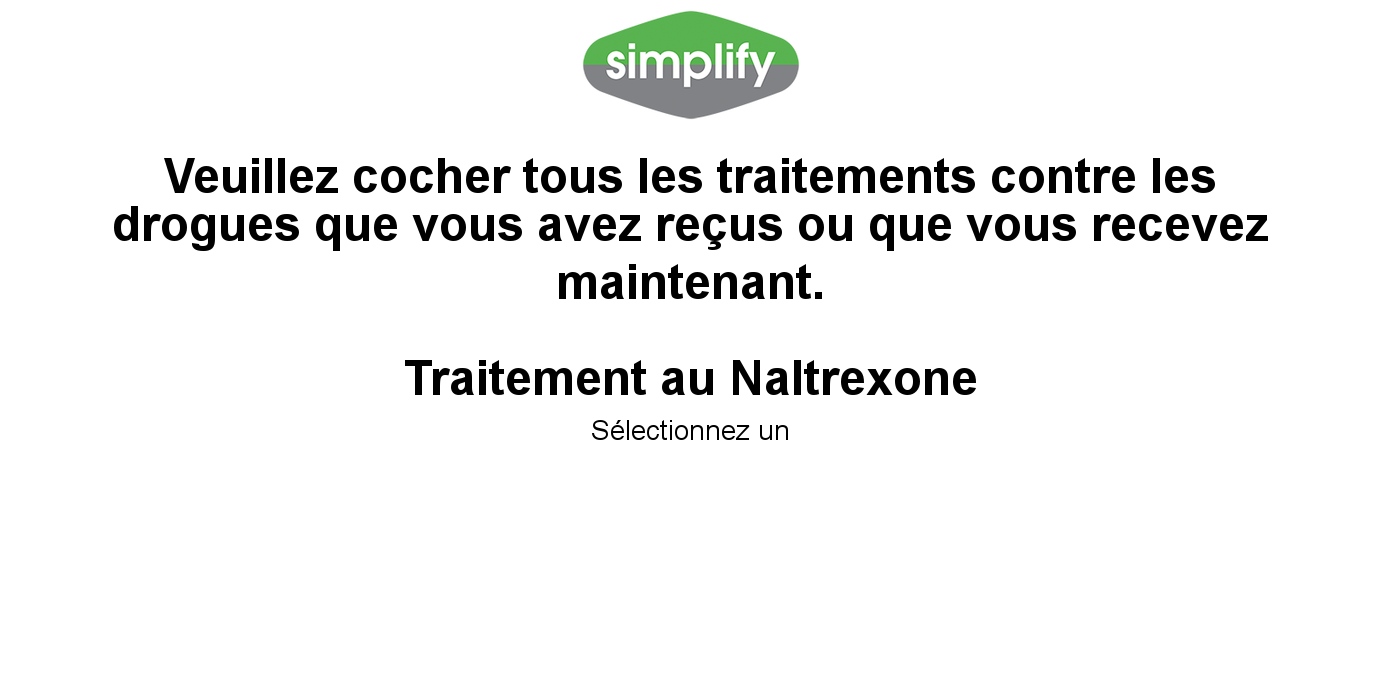 simplify
Veuillez cocher tous les traitements contre les
drogues que vous avez reçus ou que vous recevez
maintenant.
Traitement au Naltrexone
Sélectionnez un